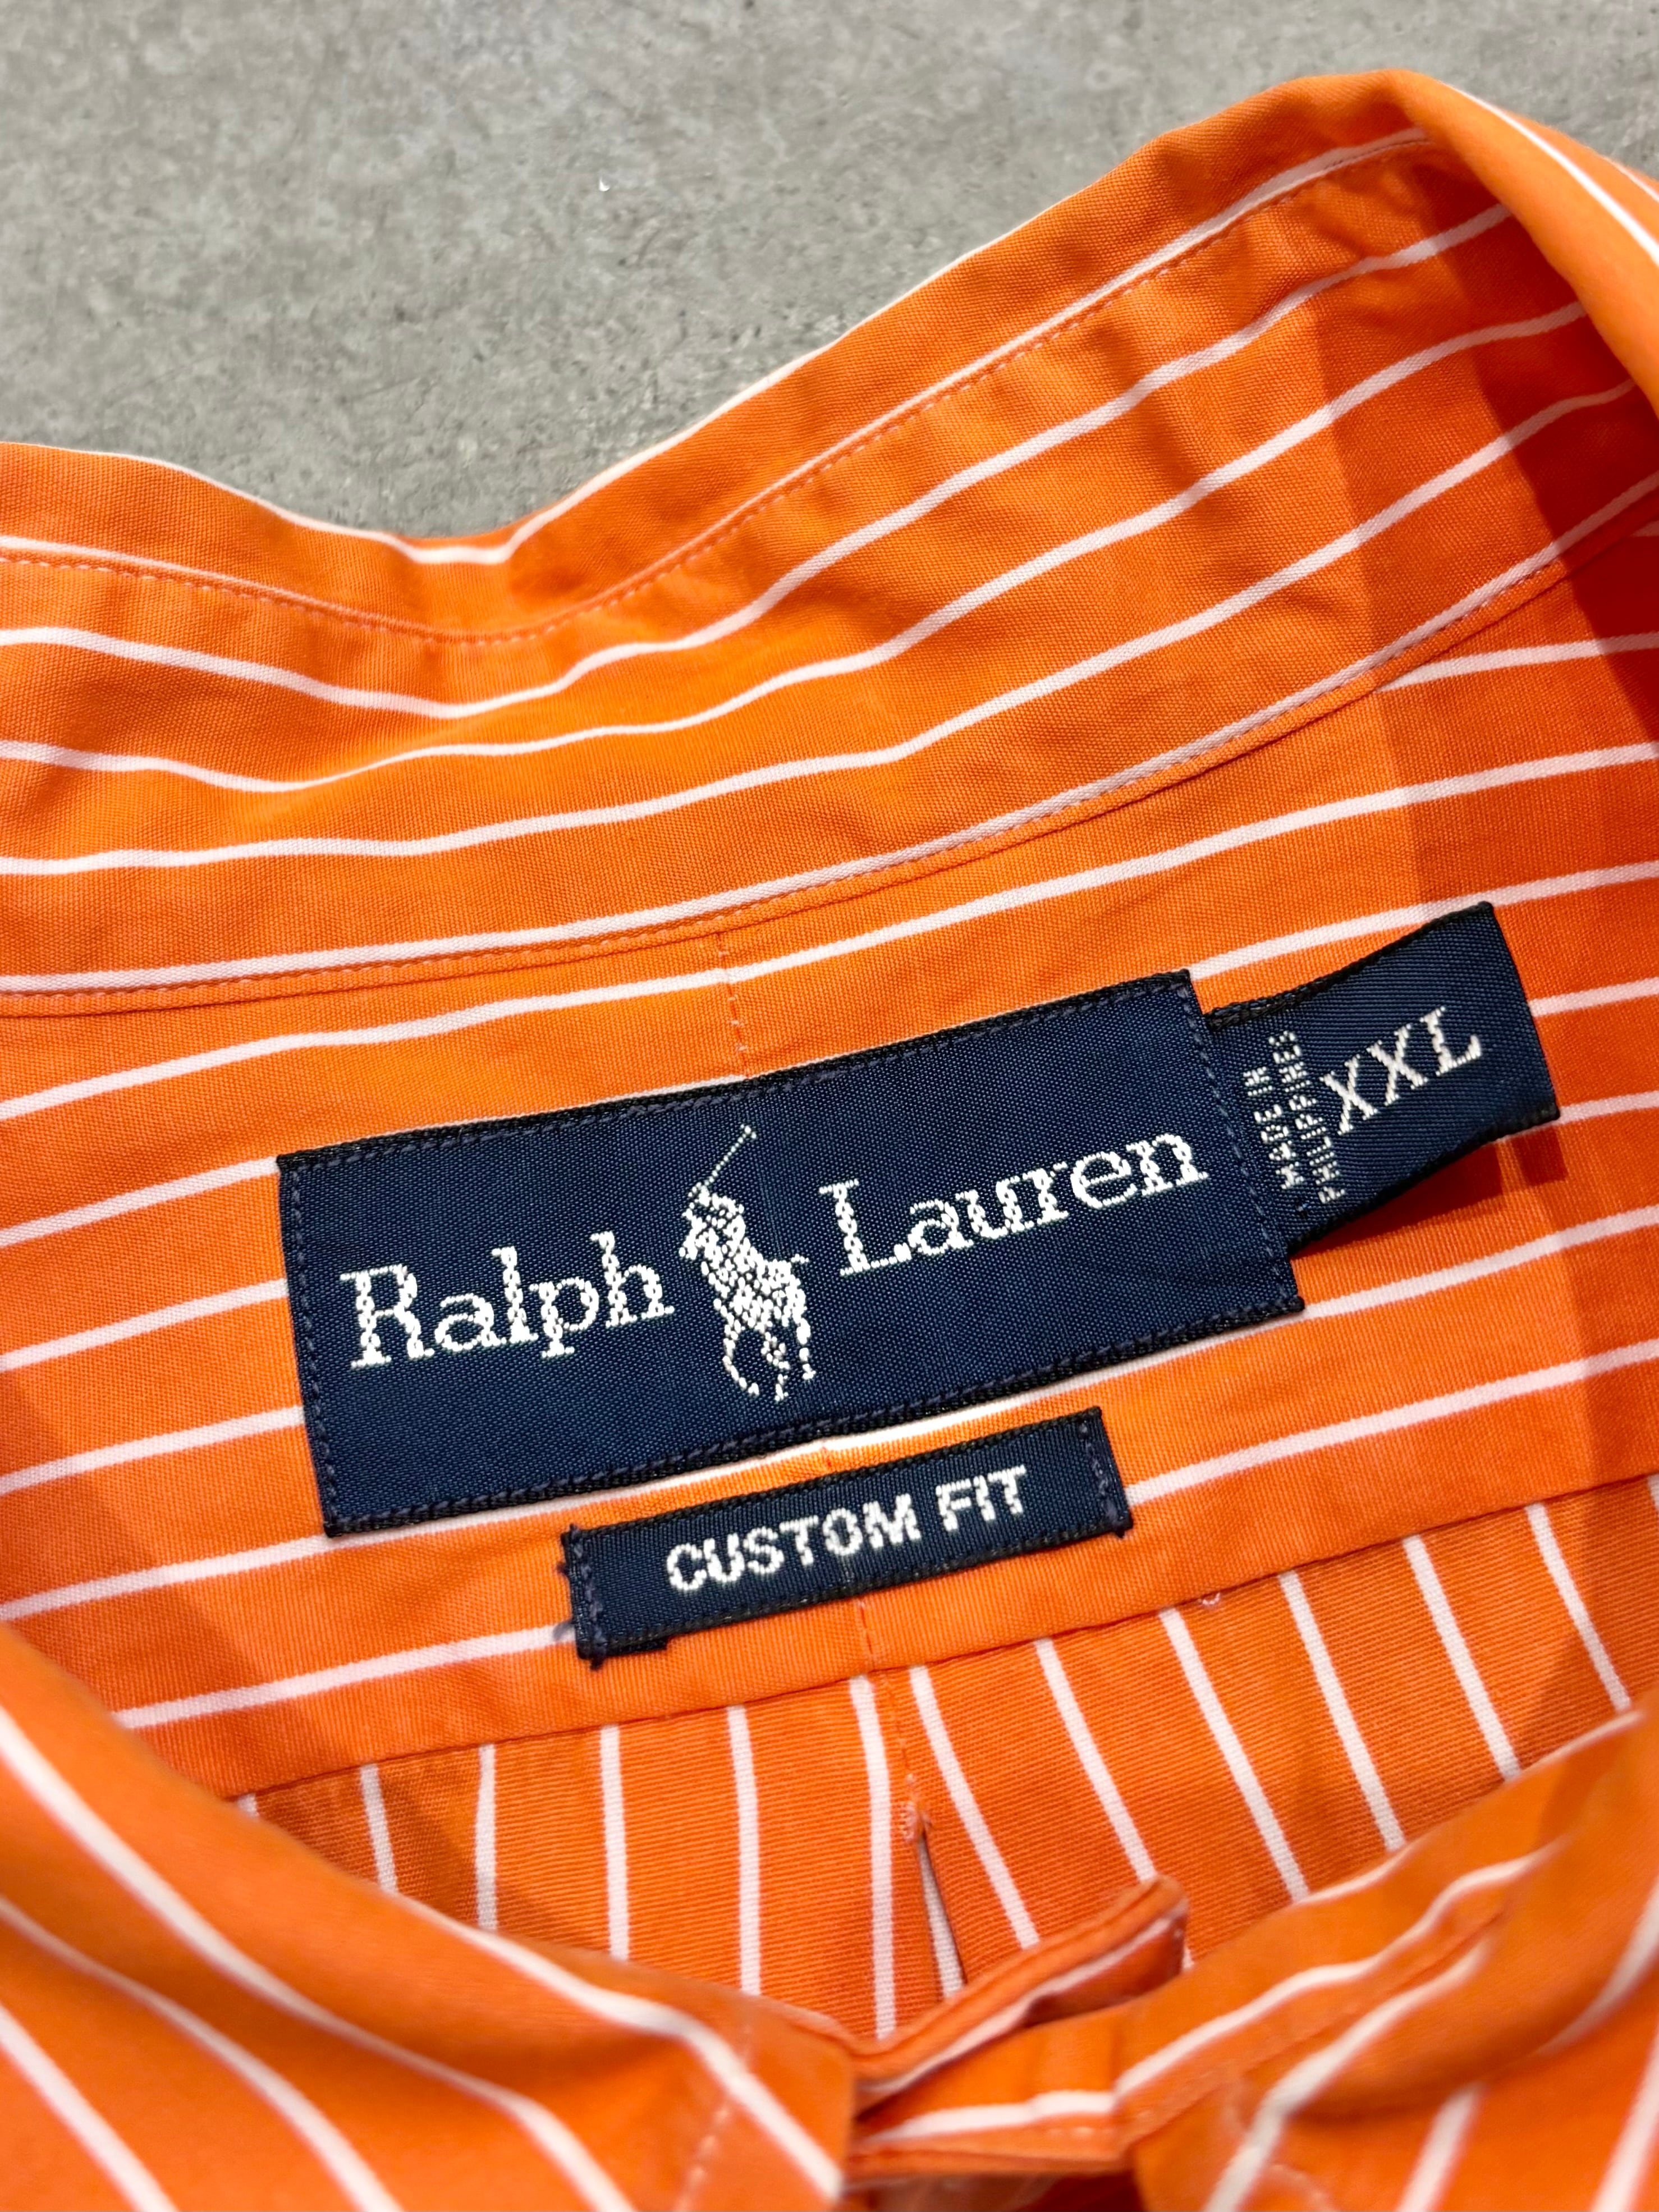 Ralph Lauren
MADE IN
PHILIPPINES
XXL
CUSTOM FIT